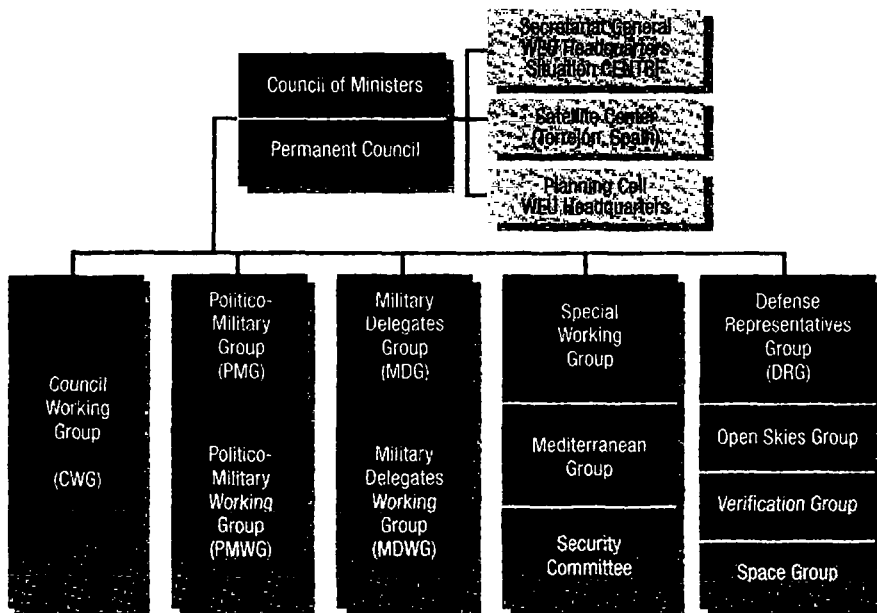 Council of Ministers
Permanent Council
Secretariat General
WEU Headquarters
Situation CENTRE
Satellite Center
(Torrejón, Spain)
Planning Cell
WEU Headquarters
Council
Working
Group
(CWG)
Politico-
Military
Group
(PMG)
Politico-
Military
Working
Group
(PMWG)
Military
Delegates
Group
(MDG)
Military
Delegates
Working
Group
(MDWG)
Special
Working
Group
Mediterranean
Group
Security
Committee
Defense
Representatives
Group
(DRG)
Open Skies Group
Verification Group
Space Group